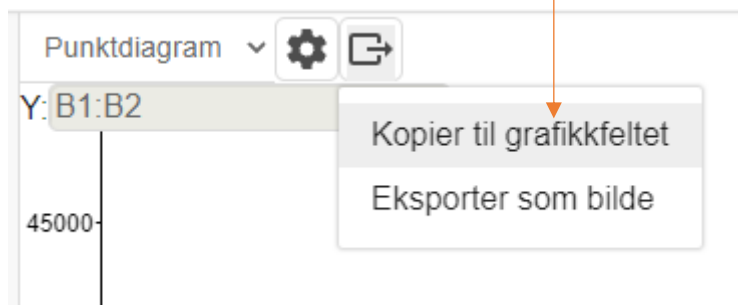 Punktdiagram
Y: B1:B2
Kopier til grafikkfeltet
Eksporter som bilde
45000